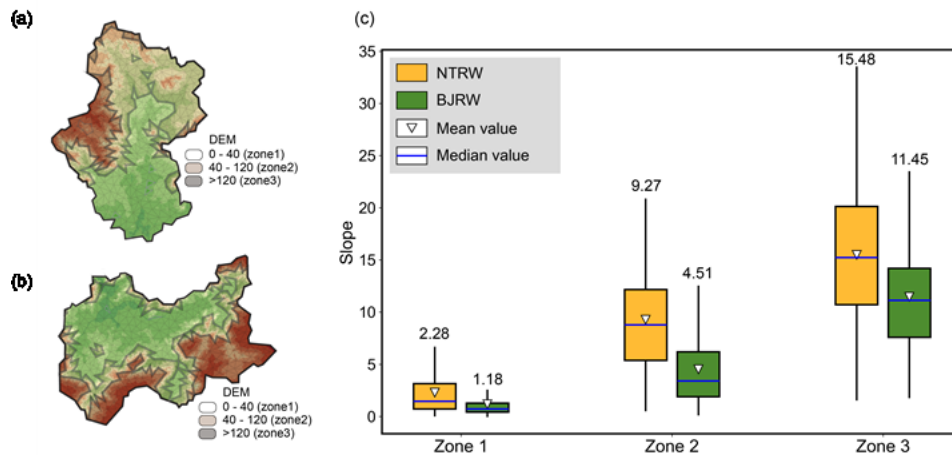 (a)
DEM
0 - 40 (zone1)
40 - 120 (zone2)
>120 (zone3)
(b)
DEM
0 - 40 (zone1)
40 - 120 (zone2)
>120 (zone3)
(c)
35
30
25
20
15
10
5
0
Slope
NTRW
BJRW
Mean value
Median value
2.28
1.18
9.27
4.51
15.48
11.45
Zone 1
Zone 2
Zone 3